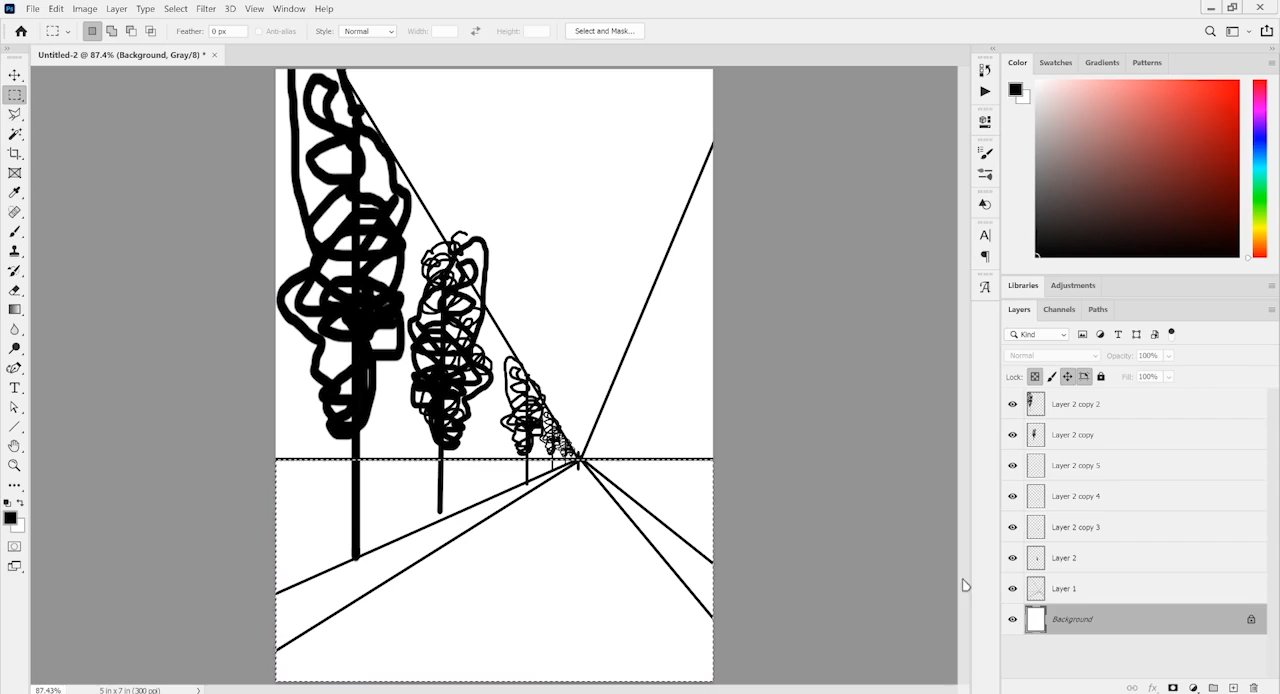 Ps File Edit Image Layer Type Select Filter 3D View Window Help
Feather: 0 px Anti-alias Style: Normal Width: Height: Select and Mask...
Untitled-2 @ 87.4% (Background, Gray/8) * ×
Color Swatches Gradients Patterns
Libraries Adjustments
Layers Channels Paths
Kind
Normal Opacity: 100%
Lock: Fill: 100%
Layer 2 copy 2
Layer 2 copy
Layer 2 copy 5
Layer 2 copy 4
Layer 2 copy 3
Layer 2
Layer 1
Background
87.43% 5 in x 7 in (300 ppi)